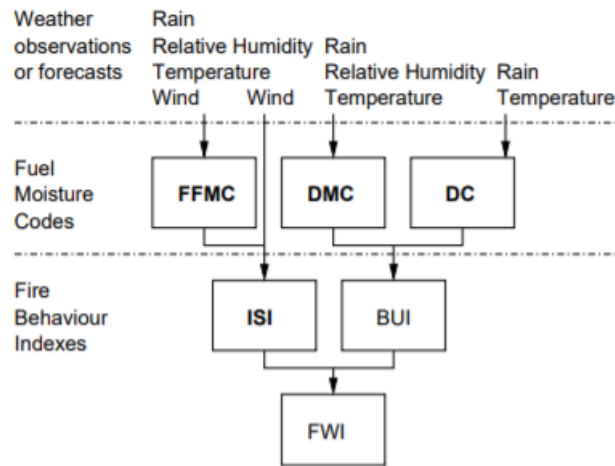 Weather
observations
or forecasts
Rain
Relative Humidity
Temperature
Wind
Wind
Rain
Relative Humidity
Temperature
Rain
Temperature
Fuel
Moisture
Codes
FFMC
DMC
DC
Fire
Behaviour
Indexes
ISI
BUI
FWI